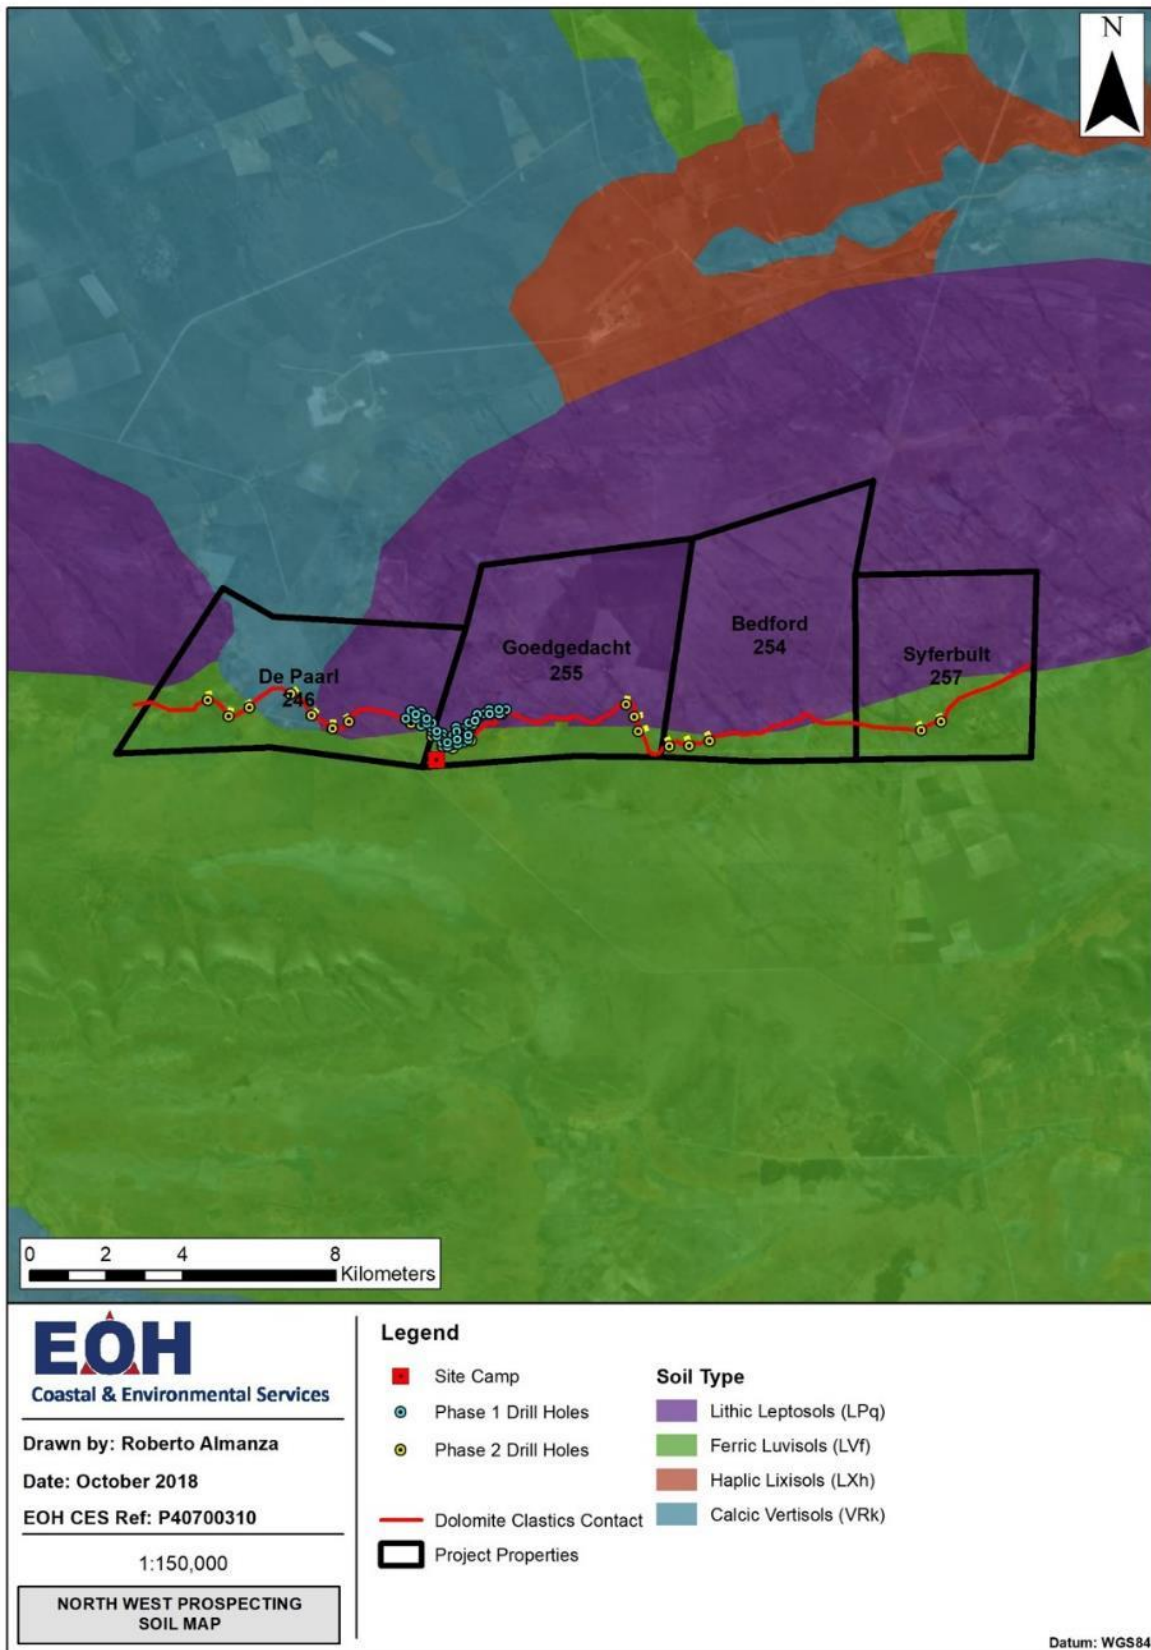 N
De Paarl
246
Goedgedacht
255
Bedford
254
Syferbult
257
0 2 4 8
Kilometers
EOH
Coastal & Environmental Services
Drawn by: Roberto Almanza
Date: October 2018
EOH CES Ref: P40700310
1:150,000
NORTH WEST PROSPECTING
SOIL MAP
Legend
Site Camp
Phase 1 Drill Holes
Phase 2 Drill Holes
Dolomite Clastics Contact
Project Properties
Soil Type
Lithic Leptosols (LPq)
Ferric Luvisols (LVf)
Haplic Lixisols (LXh)
Calcic Vertisols (VRk)
Datum: WGS84